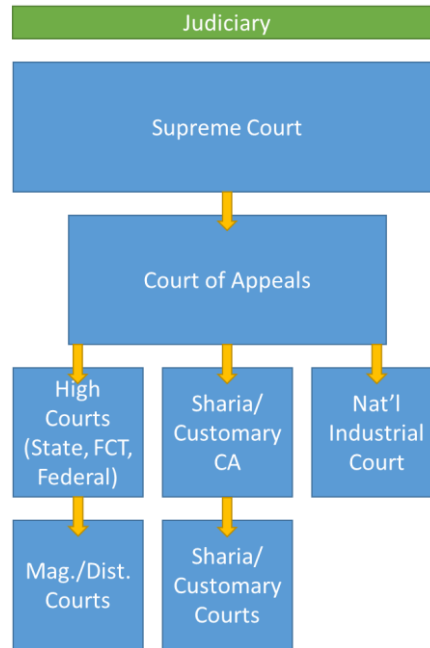 Judiciary
Supreme Court
Court of Appeals
High
Courts
(State, FCT,
Federal)
Sharia/
Customary
CA
Nat'l
Industrial
Court
Mag./Dist.
Courts
Sharia/
Customary
Courts